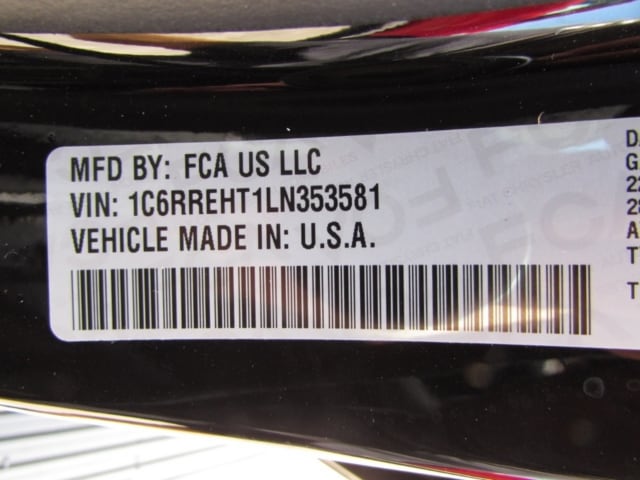 MFD BY: FCA US LLC
VIN: 1C6RREHT1LN353581
VEHICLE MADE IN: U.S.A.